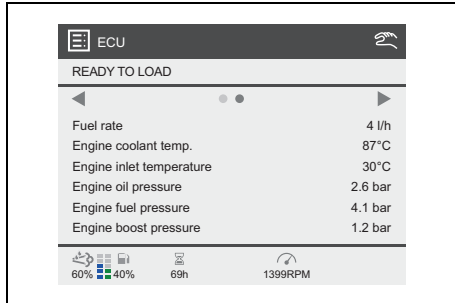 ECU
READY TO LOAD
Fuel rate 4 l/h
Engine coolant temp. 87°C
Engine inlet temperature 30°C
Engine oil pressure 2.6 bar
Engine fuel pressure 4.1 bar
Engine boost pressure 1.2 bar
60% 40% 69h 1399RPM